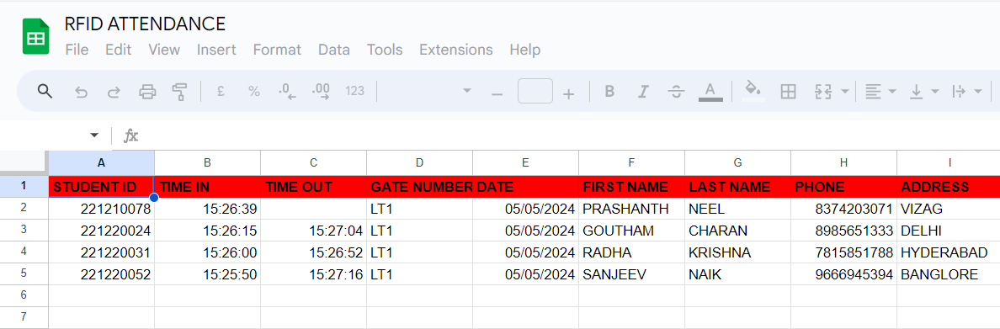 RFID ATTENDANCE
File Edit View Insert Format Data Tools Extensions Help
£ % .0 .00 123 B I S A
fx
A B C D E F G H I
1 STUDENT ID TIME IN TIME OUT GATE NUMBER DATE FIRST NAME LAST NAME PHONE ADDRESS
2 221210078 15:26:39 LT1 05/05/2024 PRASHANTH NEEL 8374203071 VIZAG
3 221220024 15:26:15 15:27:04 LT1 05/05/2024 GOUTHAM CHARAN 8985651333 DELHI
4 221220031 15:26:00 15:26:52 LT1 05/05/2024 RADHA KRISHNA 7815851788 HYDERABAD
5 221220052 15:25:50 15:27:16 LT1 05/05/2024 SANJEEV NAIK 9666945394 BANGLORE
6
7